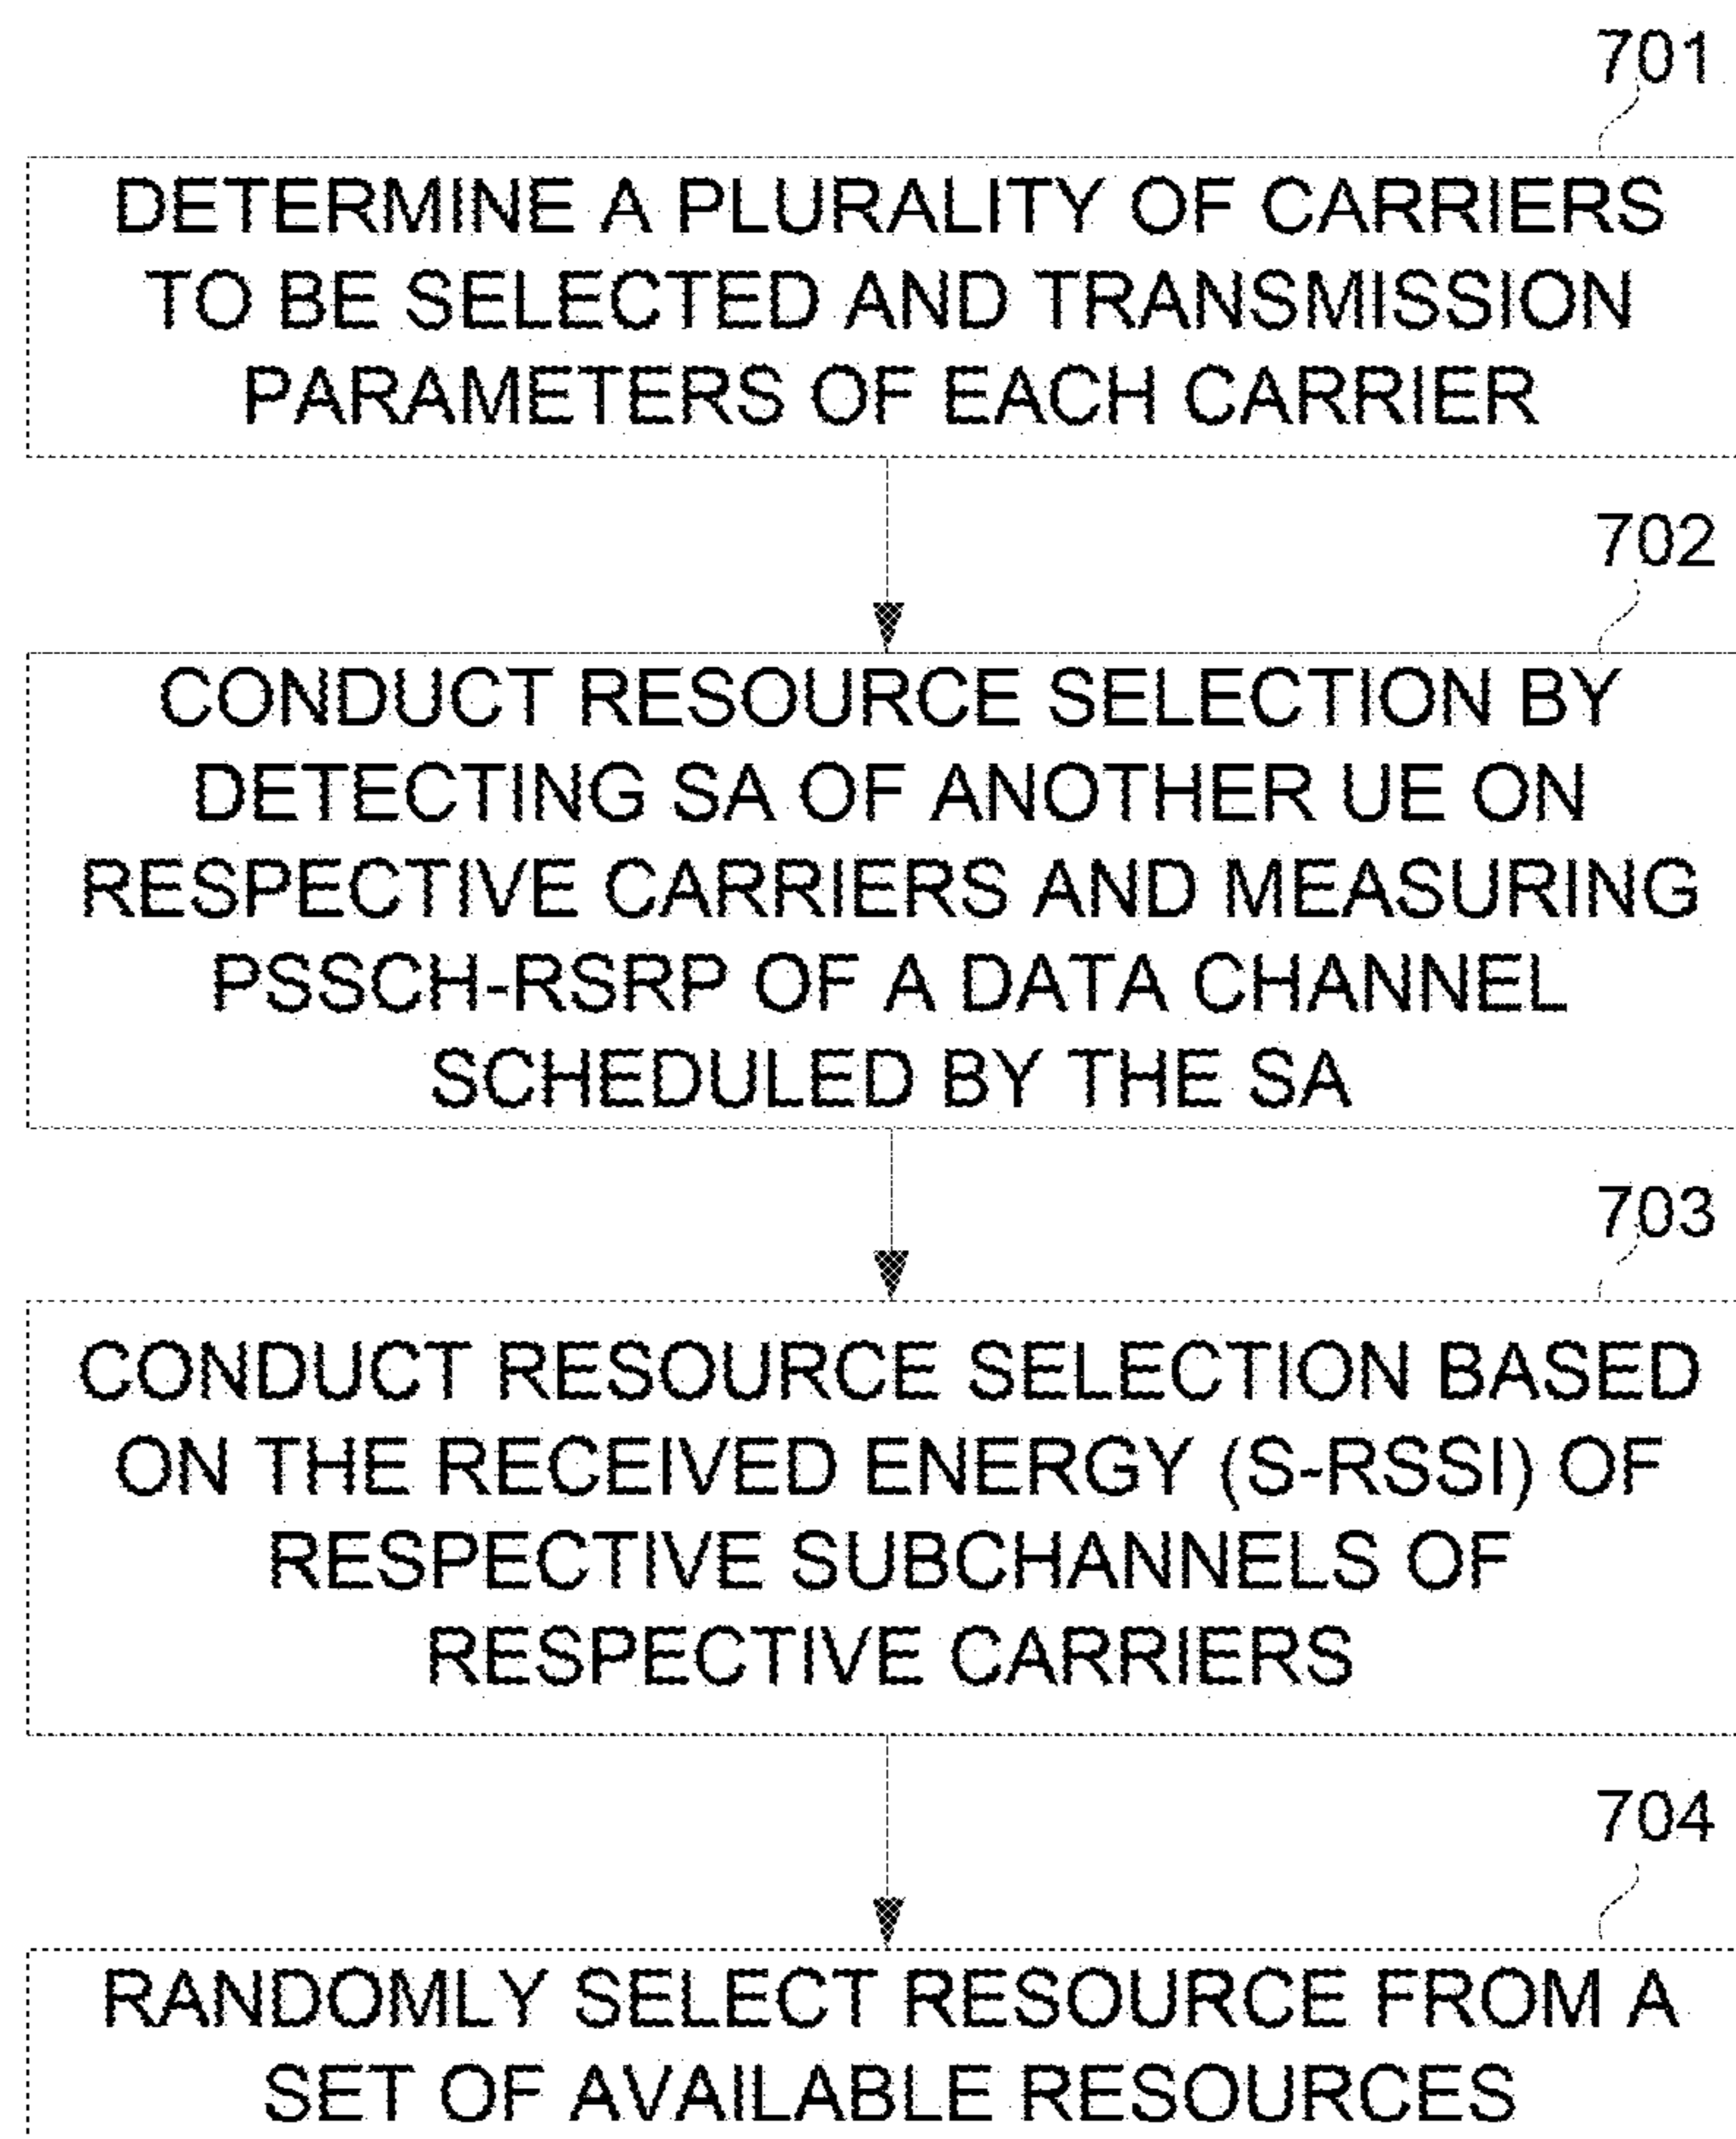 701
DETERMINE A PLURALITY OF CARRIERS
TO BE SELECTED AND TRANSMISSION
PARAMETERS OF EACH CARRIER
702
CONDUCT RESOURCE SELECTION BY
DETECTING SA OF ANOTHER UE ON
RESPECTIVE CARRIERS AND MEASURING
PSSCH-RSRP OF A DATA CHANNEL
SCHEDULED BY THE SA
703
CONDUCT RESOURCE SELECTION BASED
ON THE RECEIVED ENERGY (S-RSSI) OF
RESPECTIVE SUBCHANNELS OF
RESPECTIVE CARRIERS
704
RANDOMLY SELECT RESOURCE FROM A
SET OF AVAILABLE RESOURCES